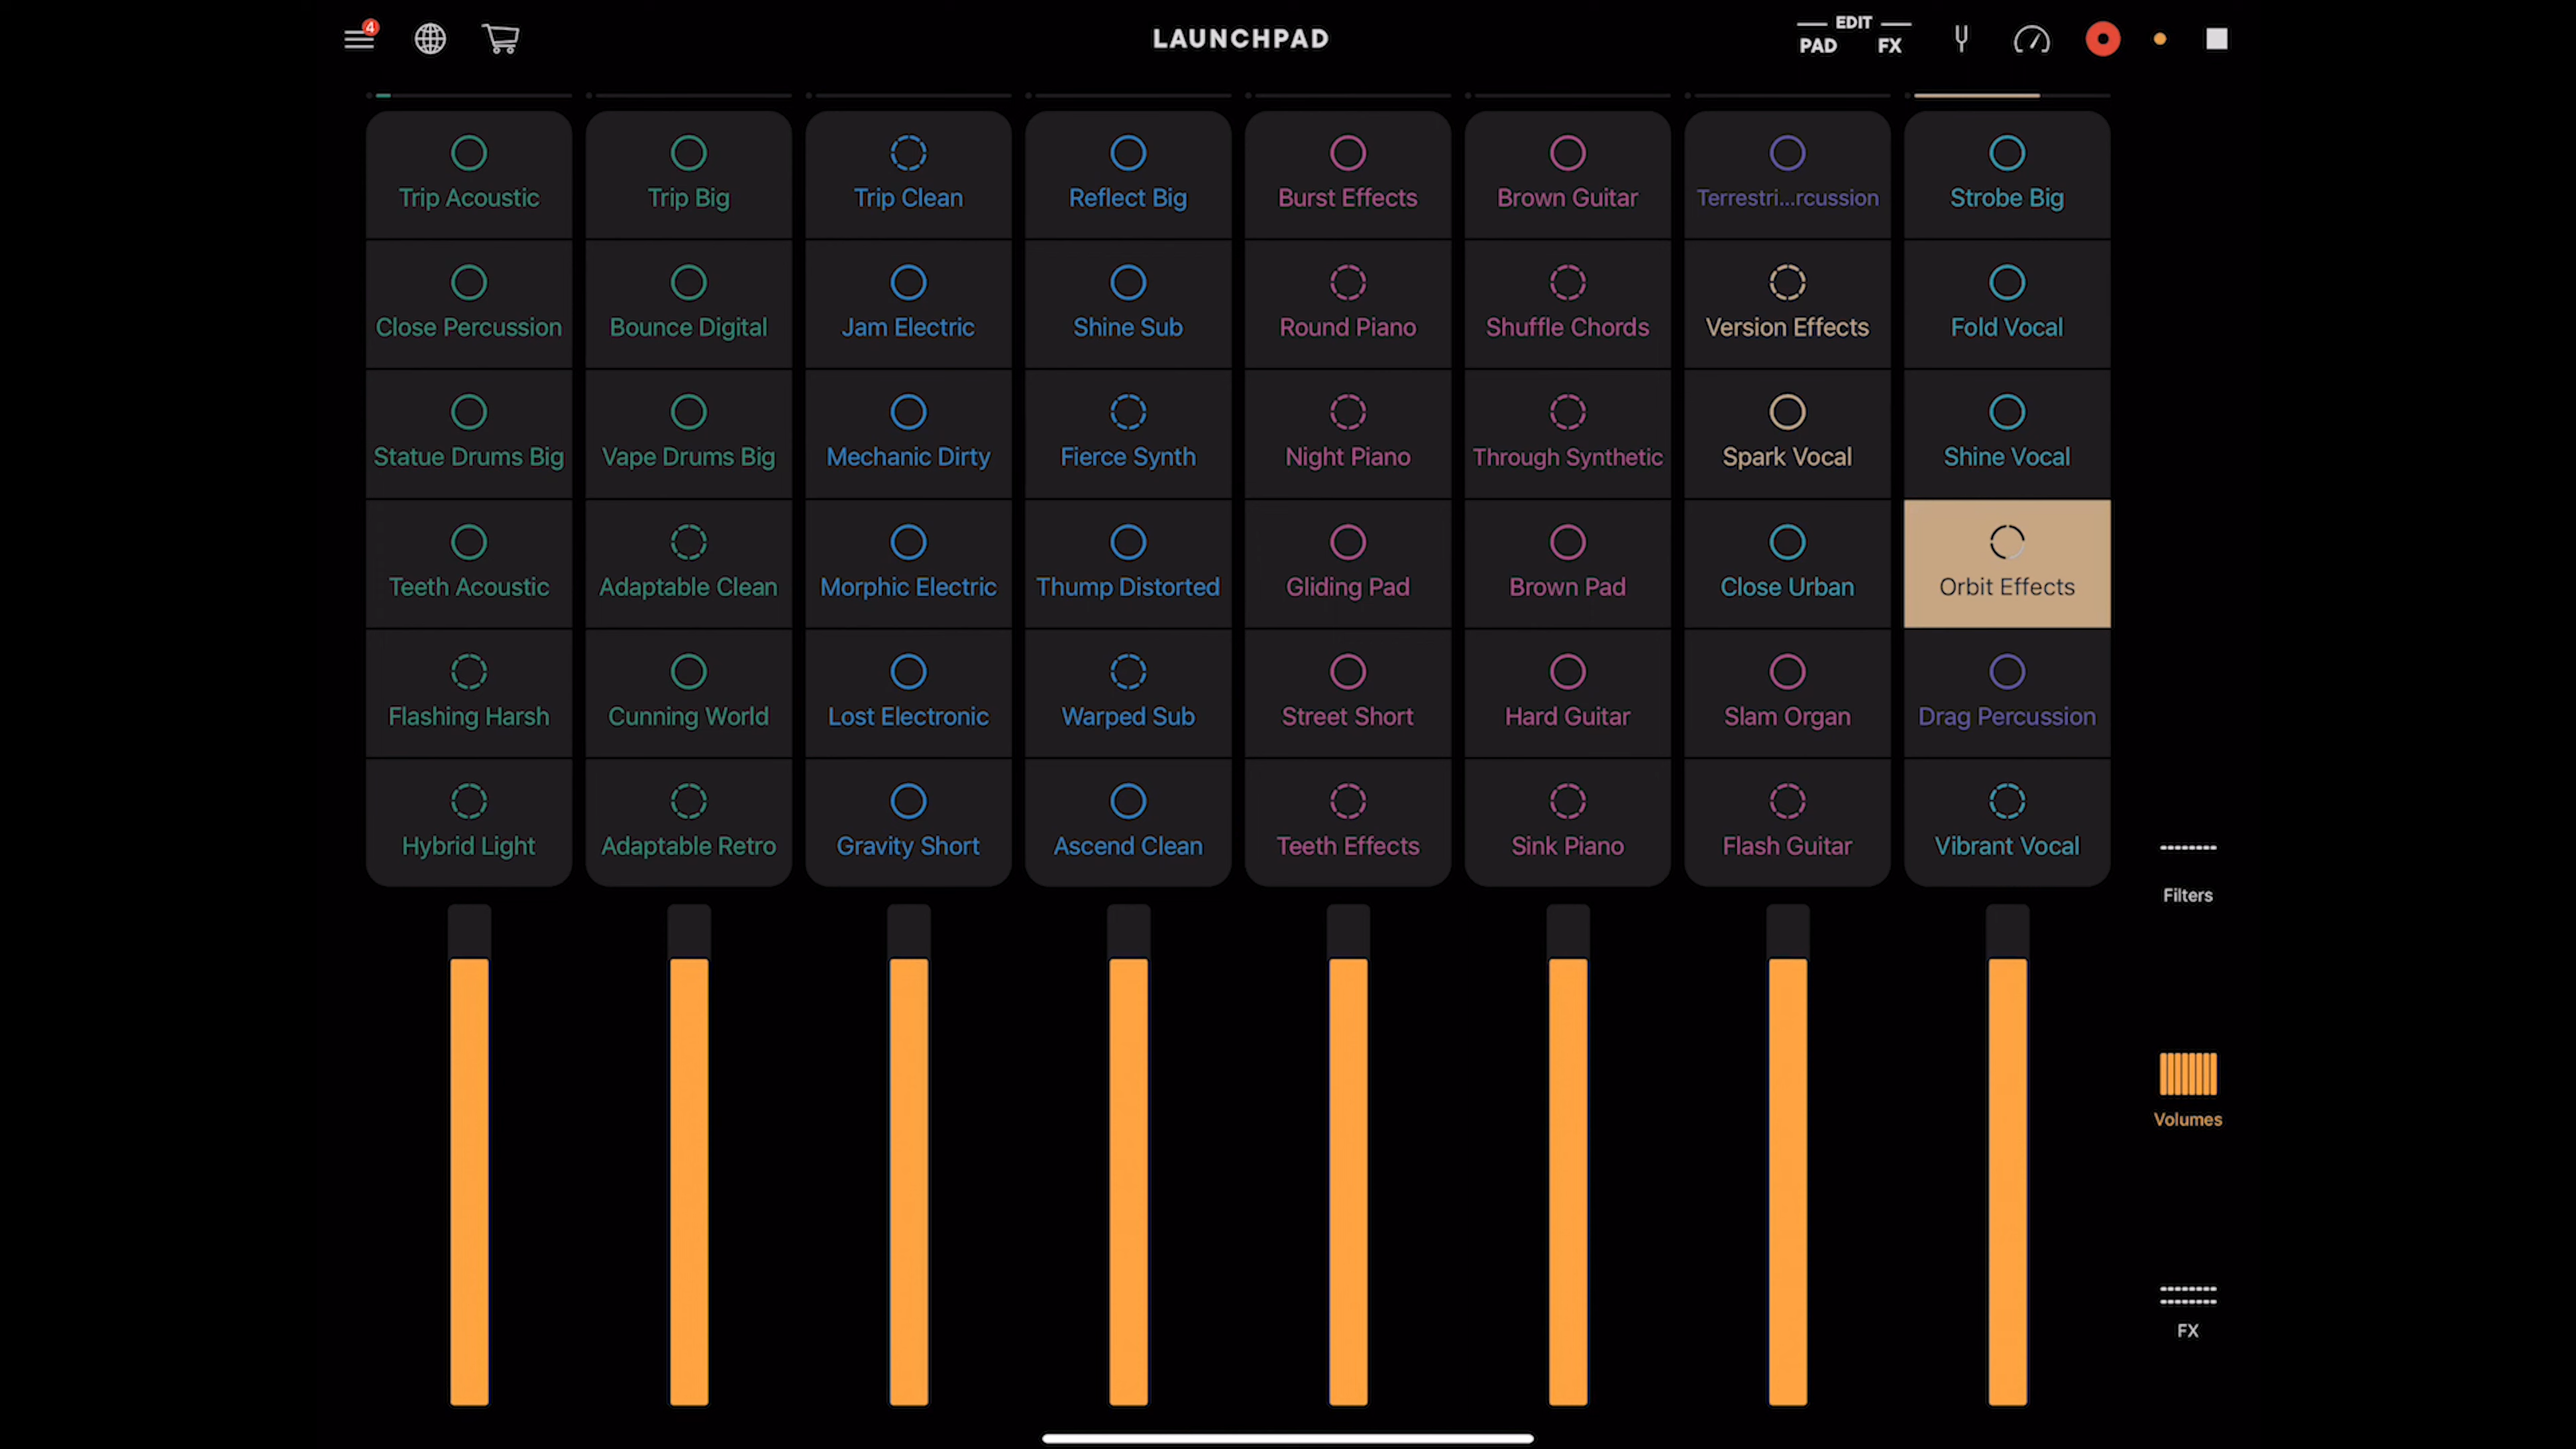 4
LAUNCHPAD
EDIT
PAD FX
Trip Acoustic
Trip Big
Trip Clean
Reflect Big
Burst Effects
Brown Guitar
Terrestri...rcussion
Strobe Big
Close Percussion
Bounce Digital
Jam Electric
Shine Sub
Round Piano
Shuffle Chords
Version Effects
Fold Vocal
Statue Drums Big
Vape Drums Big
Mechanic Dirty
Fierce Synth
Night Piano
Through Synthetic
Spark Vocal
Shine Vocal
Teeth Acoustic
Adaptable Clean
Morphic Electric
Thump Distorted
Gliding Pad
Brown Pad
Close Urban
Orbit Effects
Flashing Harsh
Cunning World
Lost Electronic
Warped Sub
Street Short
Hard Guitar
Slam Organ
Drag Percussion
Hybrid Light
Adaptable Retro
Gravity Short
Ascend Clean
Teeth Effects
Sink Piano
Flash Guitar
Vibrant Vocal
Filters
Volumes
FX